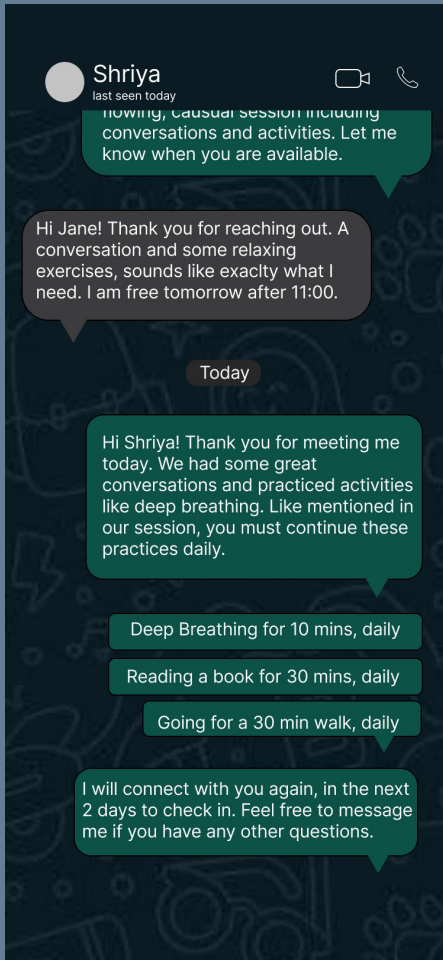 Shriya
last seen today
flowing, causual session including
conversations and activities. Let me
know when you are available.
Hi Jane! Thank you for reaching out. A
conversation and some relaxing
exercises, sounds like exaclty what I
need. I am free tomorrow after 11:00.
Today
Hi Shriya! Thank you for meeting me
today. We had some great
conversations and practiced activities
like deep breathing. Like mentioned in
our session, you must continue these
practices daily.
Deep Breathing for 10 mins, daily
Reading a book for 30 mins, daily
Going for a 30 min walk, daily
I will connect with you again, in the next
2 days to check in. Feel free to message
me if you have any other questions.